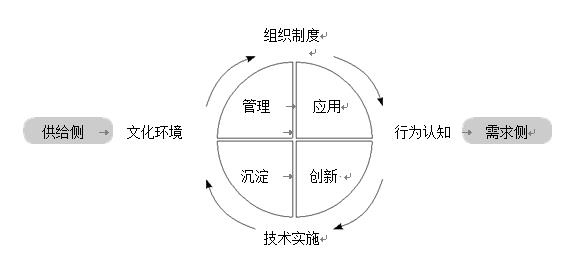 组织制度
管理 应用
供给侧 文化环境 行为认知 需求侧
沉淀 创新
技术实施